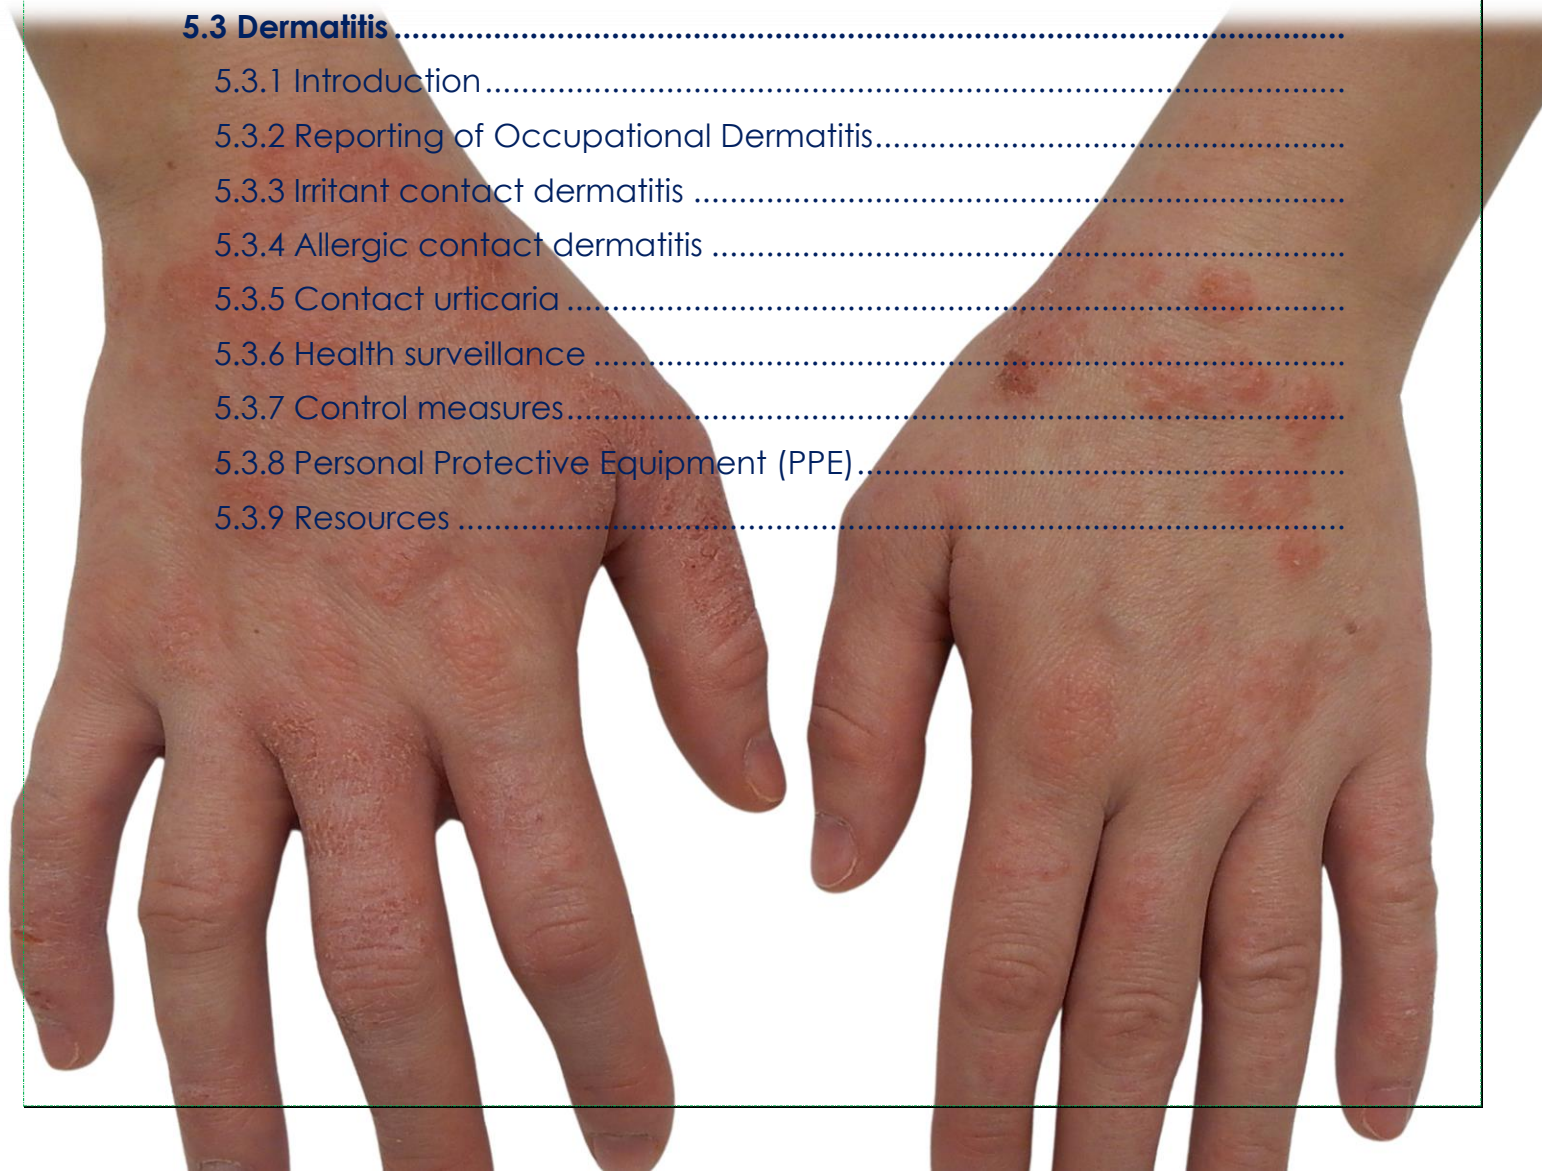 5.3 Dermatitis.........................................................................................................
5.3.1 Introduction...............................................................................................
5.3.2 Reporting of Occupational Dermatitis....................................................
5.3.3 Irritant contact dermatitis ........................................................................
5.3.4 Allergic contact dermatitis ......................................................................
5.3.5 Contact urticaria ......................................................................................
5.3.6 Health surveillance ...................................................................................
5.3.7 Control measures......................................................................................
5.3.8 Personal Protective Equipment (PPE)......................................................
5.3.9 Resources ..................................................................................................